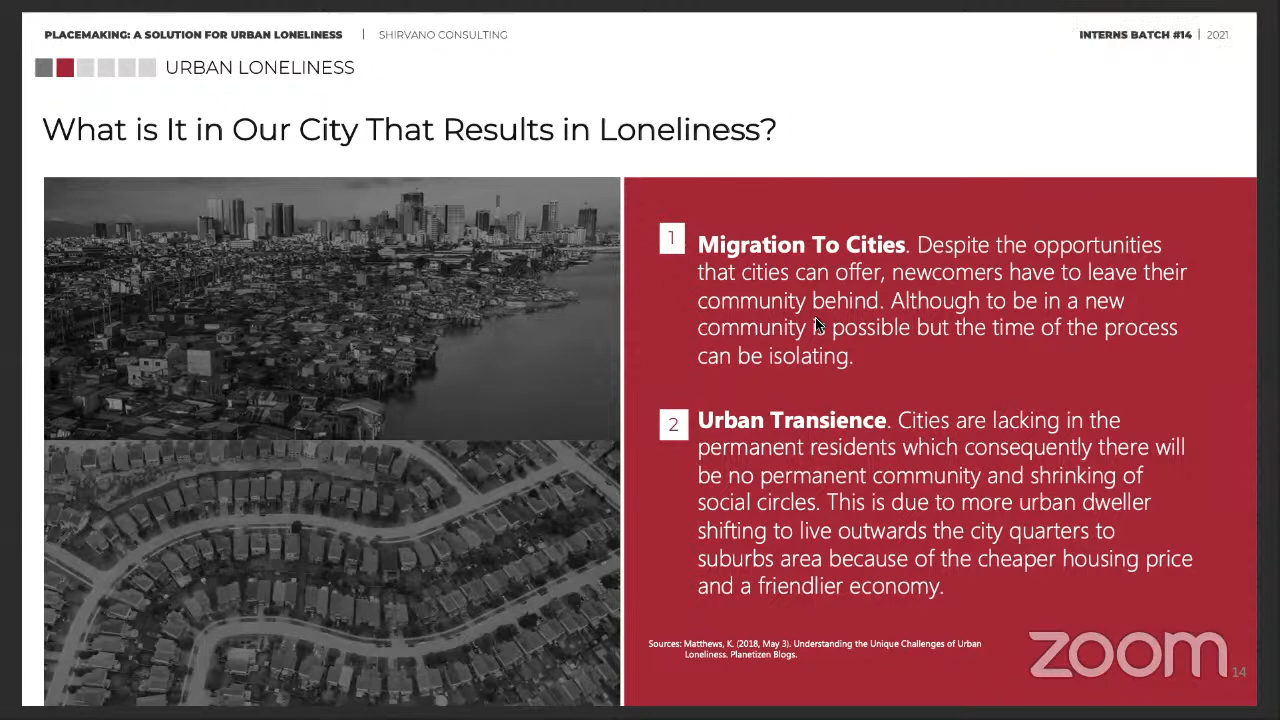 PLACEMAKING: A SOLUTION FOR URBAN LONELINESS | SHIRVANO CONSULTING
INTERNS BATCH #14 | 2021
URBAN LONELINESS
What is It in Our City That Results in Loneliness?
1
Migration To Cities. Despite the opportunities
that cities can offer, newcomers have to leave their
community behind. Although to be in a new
community is possible but the time of the process
can be isolating.
2
Urban Transience. Cities are lacking in the
permanent residents which consequently there will
be no permanent community and shrinking of
social circles. This is due to more urban dweller
shifting to live outwards the city quarters to
suburbs area because of the cheaper housing price
and a friendlier economy.
Sources: Matthews, K. (2018, May 3). Understanding the Unique Challenges of Urban
Loneliness. Planetizen Blogs.
zoom
14